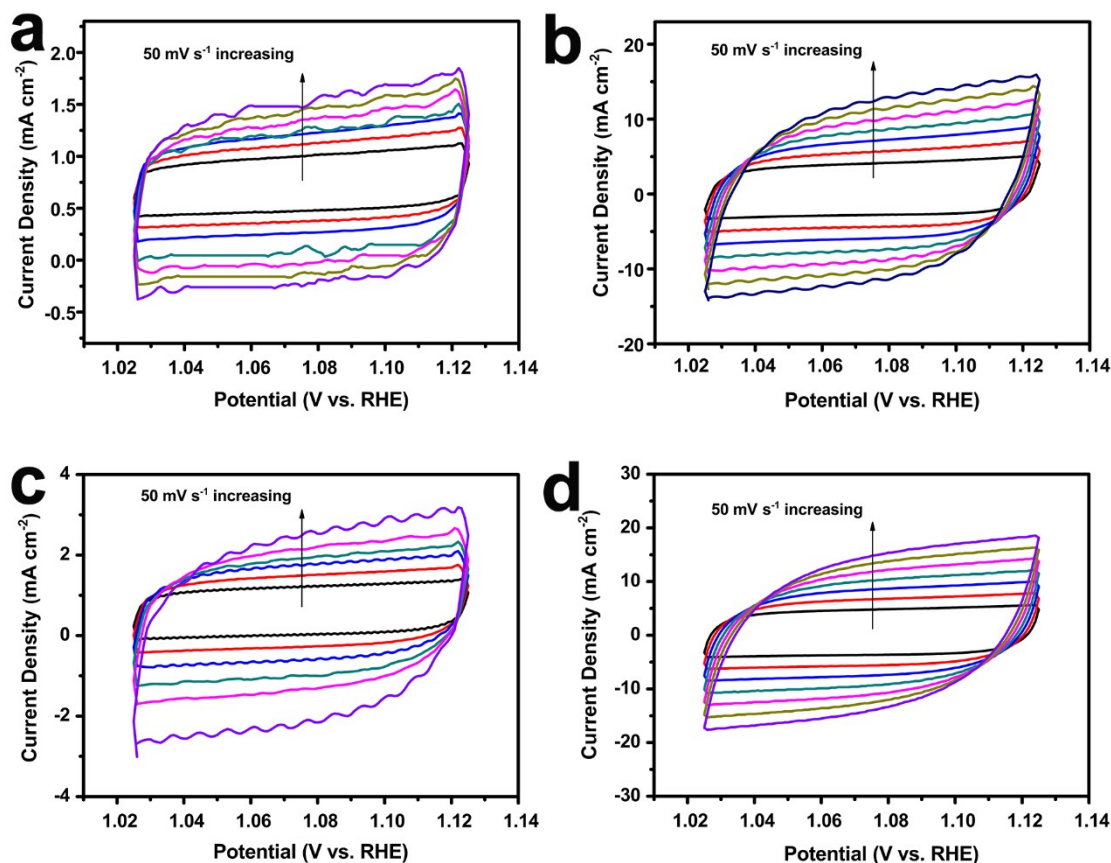 a
50 mV s⁻¹ increasing
2.0
1.5
1.0
0.5
0.0
-0.5
Current Density (mA cm⁻²)
1.02 1.04 1.06 1.08 1.10 1.12 1.14
Potential (V vs. RHE)
b
50 mV s⁻¹ increasing
20
10
0
-10
-20
Current Density (mA cm⁻²)
1.02 1.04 1.06 1.08 1.10 1.12 1.14
Potential (V vs. RHE)
c
50 mV s⁻¹ increasing
4
2
0
-2
-4
Current Density (mA cm⁻²)
1.02 1.04 1.06 1.08 1.10 1.12 1.14
Potential (V vs. RHE)
d
50 mV s⁻¹ increasing
30
20
10
0
-10
-20
-30
Current Density (mA cm⁻²)
1.02 1.04 1.06 1.08 1.10 1.12 1.14
Potential (V vs. RHE)